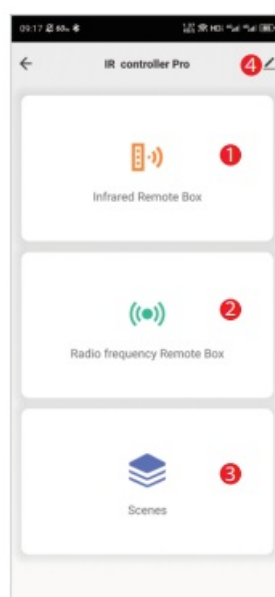 09:17
IR controller Pro
4
1
Infrared Remote Box
2
Radio frequency Remote Box
3
Scenes